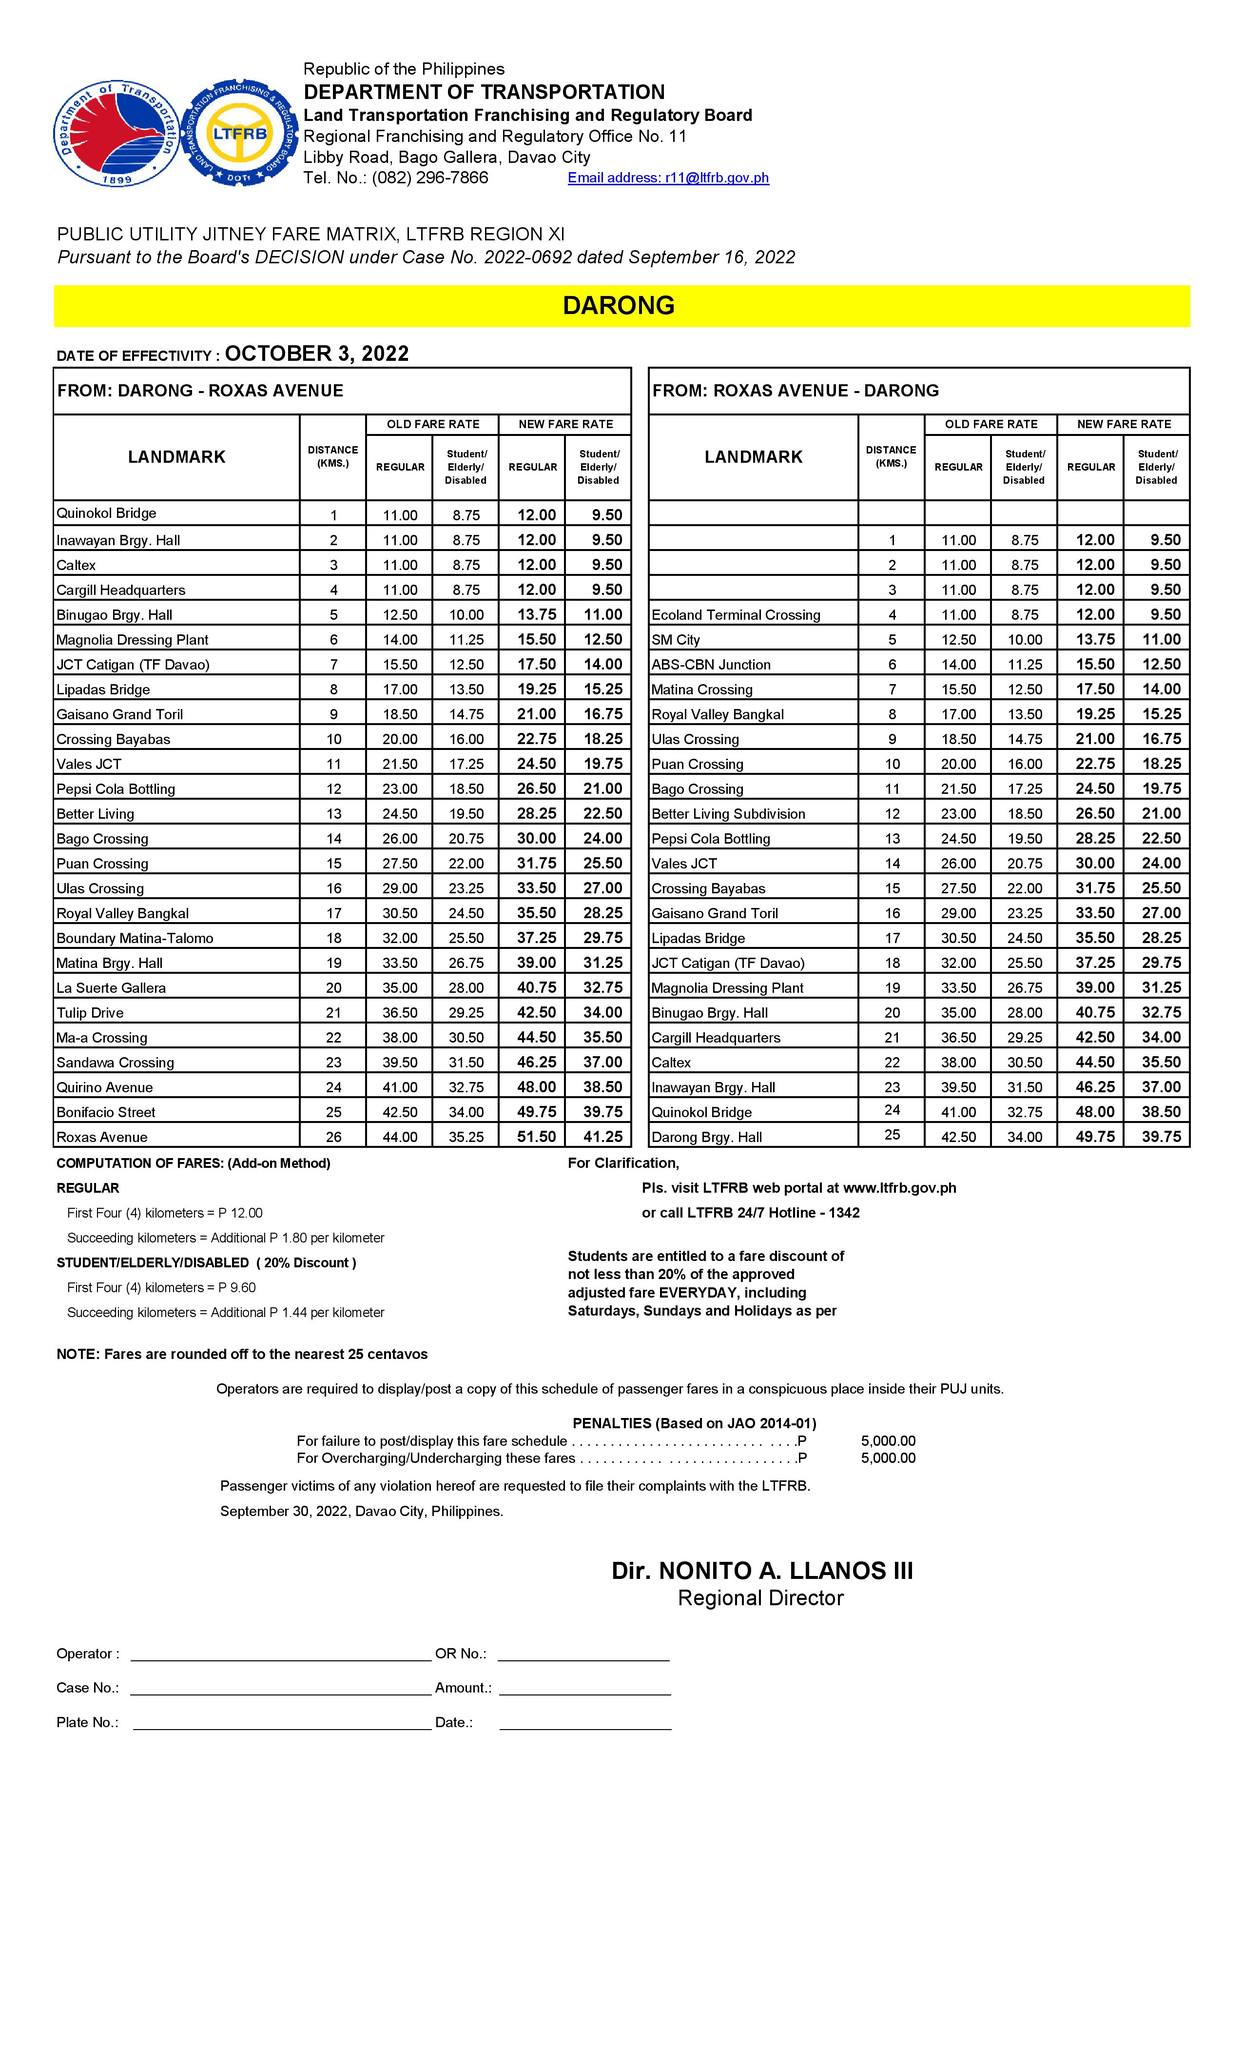 Republic of the Philippines
DEPARTMENT OF TRANSPORTATION
Land Transportation Franchising and Regulatory Board
Regional Franchising and Regulatory Office No. 11
Libby Road, Bago Gallera, Davao City
Tel. No.: (082) 296-7866 Email address: r11@ltfrb.gov.ph
Department of Transportation
1899
LAND TRANSPORTATION FRANCHISING & REGULATORY BOARD
LTFRB
DOTr
PUBLIC UTILITY JITNEY FARE MATRIX, LTFRB REGION XI
Pursuant to the Board's DECISION under Case No. 2022-0692 dated September 16, 2022
DARONG
DATE OF EFFECTIVITY : OCTOBER 3, 2022
FROM: DARONG - ROXAS AVENUE
LANDMARK DISTANCE (KMS.) OLD FARE RATE NEW FARE RATE
REGULAR Student/ Elderly/ Disabled REGULAR Student/ Elderly/ Disabled
Quinokol Bridge 1 11.00 8.75 12.00 9.50
Inawayan Brgy. Hall 2 11.00 8.75 12.00 9.50
Caltex 3 11.00 8.75 12.00 9.50
Cargill Headquarters 4 11.00 8.75 12.00 9.50
Binugao Brgy. Hall 5 12.50 10.00 13.75 11.00
Magnolia Dressing Plant 6 14.00 11.25 15.50 12.50
JCT Catigan (TF Davao) 7 15.50 12.50 17.50 14.00
Lipadas Bridge 8 17.00 13.50 19.25 15.25
Gaisano Grand Toril 9 18.50 14.75 21.00 16.75
Crossing Bayabas 10 20.00 16.00 22.75 18.25
Vales JCT 11 21.50 17.25 24.50 19.75
Pepsi Cola Bottling 12 23.00 18.50 26.50 21.00
Better Living 13 24.50 19.50 28.25 22.50
Bago Crossing 14 26.00 20.75 30.00 24.00
Puan Crossing 15 27.50 22.00 31.75 25.50
Ulas Crossing 16 29.00 23.25 33.50 27.00
Royal Valley Bangkal 17 30.50 24.50 35.50 28.25
Boundary Matina-Talomo 18 32.00 25.50 37.25 29.75
Matina Brgy. Hall 19 33.50 26.75 39.00 31.25
La Suerte Gallera 20 35.00 28.00 40.75 32.75
Tulip Drive 21 36.50 29.25 42.50 34.00
Ma-a Crossing 22 38.00 30.50 44.50 35.50
Sandawa Crossing 23 39.50 31.50 46.25 37.00
Quirino Avenue 24 41.00 32.75 48.00 38.50
Bonifacio Street 25 42.50 34.00 49.75 39.75
Roxas Avenue 26 44.00 35.25 51.50 41.25
FROM: ROXAS AVENUE - DARONG
LANDMARK DISTANCE (KMS.) OLD FARE RATE NEW FARE RATE
REGULAR Student/ Elderly/ Disabled REGULAR Student/ Elderly/ Disabled
1 11.00 8.75 12.00 9.50
2 11.00 8.75 12.00 9.50
3 11.00 8.75 12.00 9.50
Ecoland Terminal Crossing 4 11.00 8.75 12.00 9.50
SM City 5 12.50 10.00 13.75 11.00
ABS-CBN Junction 6 14.00 11.25 15.50 12.50
Matina Crossing 7 15.50 12.50 17.50 14.00
Royal Valley Bangkal 8 17.00 13.50 19.25 15.25
Ulas Crossing 9 18.50 14.75 21.00 16.75
Puan Crossing 10 20.00 16.00 22.75 18.25
Bago Crossing 11 21.50 17.25 24.50 19.75
Better Living Subdivision 12 23.00 18.50 26.50 21.00
Pepsi Cola Bottling 13 24.50 19.50 28.25 22.50
Vales JCT 14 26.00 20.75 30.00 24.00
Crossing Bayabas 15 27.50 22.00 31.75 25.50
Gaisano Grand Toril 16 29.00 23.25 33.50 27.00
Lipadas Bridge 17 30.50 24.50 35.50 28.25
JCT Catigan (TF Davao) 18 32.00 25.50 37.25 29.75
Magnolia Dressing Plant 19 33.50 26.75 39.00 31.25
Binugao Brgy. Hall 20 35.00 28.00 40.75 32.75
Cargill Headquarters 21 36.50 29.25 42.50 34.00
Caltex 22 38.00 30.50 44.50 35.50
Inawayan Brgy. Hall 23 39.50 31.50 46.25 37.00
Quinokol Bridge 24 41.00 32.75 48.00 38.50
Darong Brgy. Hall 25 42.50 34.00 49.75 39.75
COMPUTATION OF FARES: (Add-on Method)
REGULAR
First Four (4) kilometers = P 12.00
Succeeding kilometers = Additional P 1.80 per kilometer
STUDENT/ELDERLY/DISABLED ( 20% Discount )
First Four (4) kilometers = P 9.60
Succeeding kilometers = Additional P 1.44 per kilometer
For Clarification,
Pls. visit LTFRB web portal at www.ltfrb.gov.ph
or call LTFRB 24/7 Hotline - 1342
Students are entitled to a fare discount of
not less than 20% of the approved
adjusted fare EVERYDAY, including
Saturdays, Sundays and Holidays as per
NOTE: Fares are rounded off to the nearest 25 centavos
Operators are required to display/post a copy of this schedule of passenger fares in a conspicuous place inside their PUJ units.
PENALTIES (Based on JAO 2014-01)
For failure to post/display this fare schedule . . . . . . . . . . . . . . . . . . . . . . . . . . . . .P 5,000.00
For Overcharging/Undercharging these fares . . . . . . . . . . . . . . . . . . . . . . . . . . . .P 5,000.00
Passenger victims of any violation hereof are requested to file their complaints with the LTFRB.
September 30, 2022, Davao City, Philippines.
Dir. NONITO A. LLANOS III
Regional Director
Operator : OR No.:
Case No.: Amount.:
Plate No.: Date.: